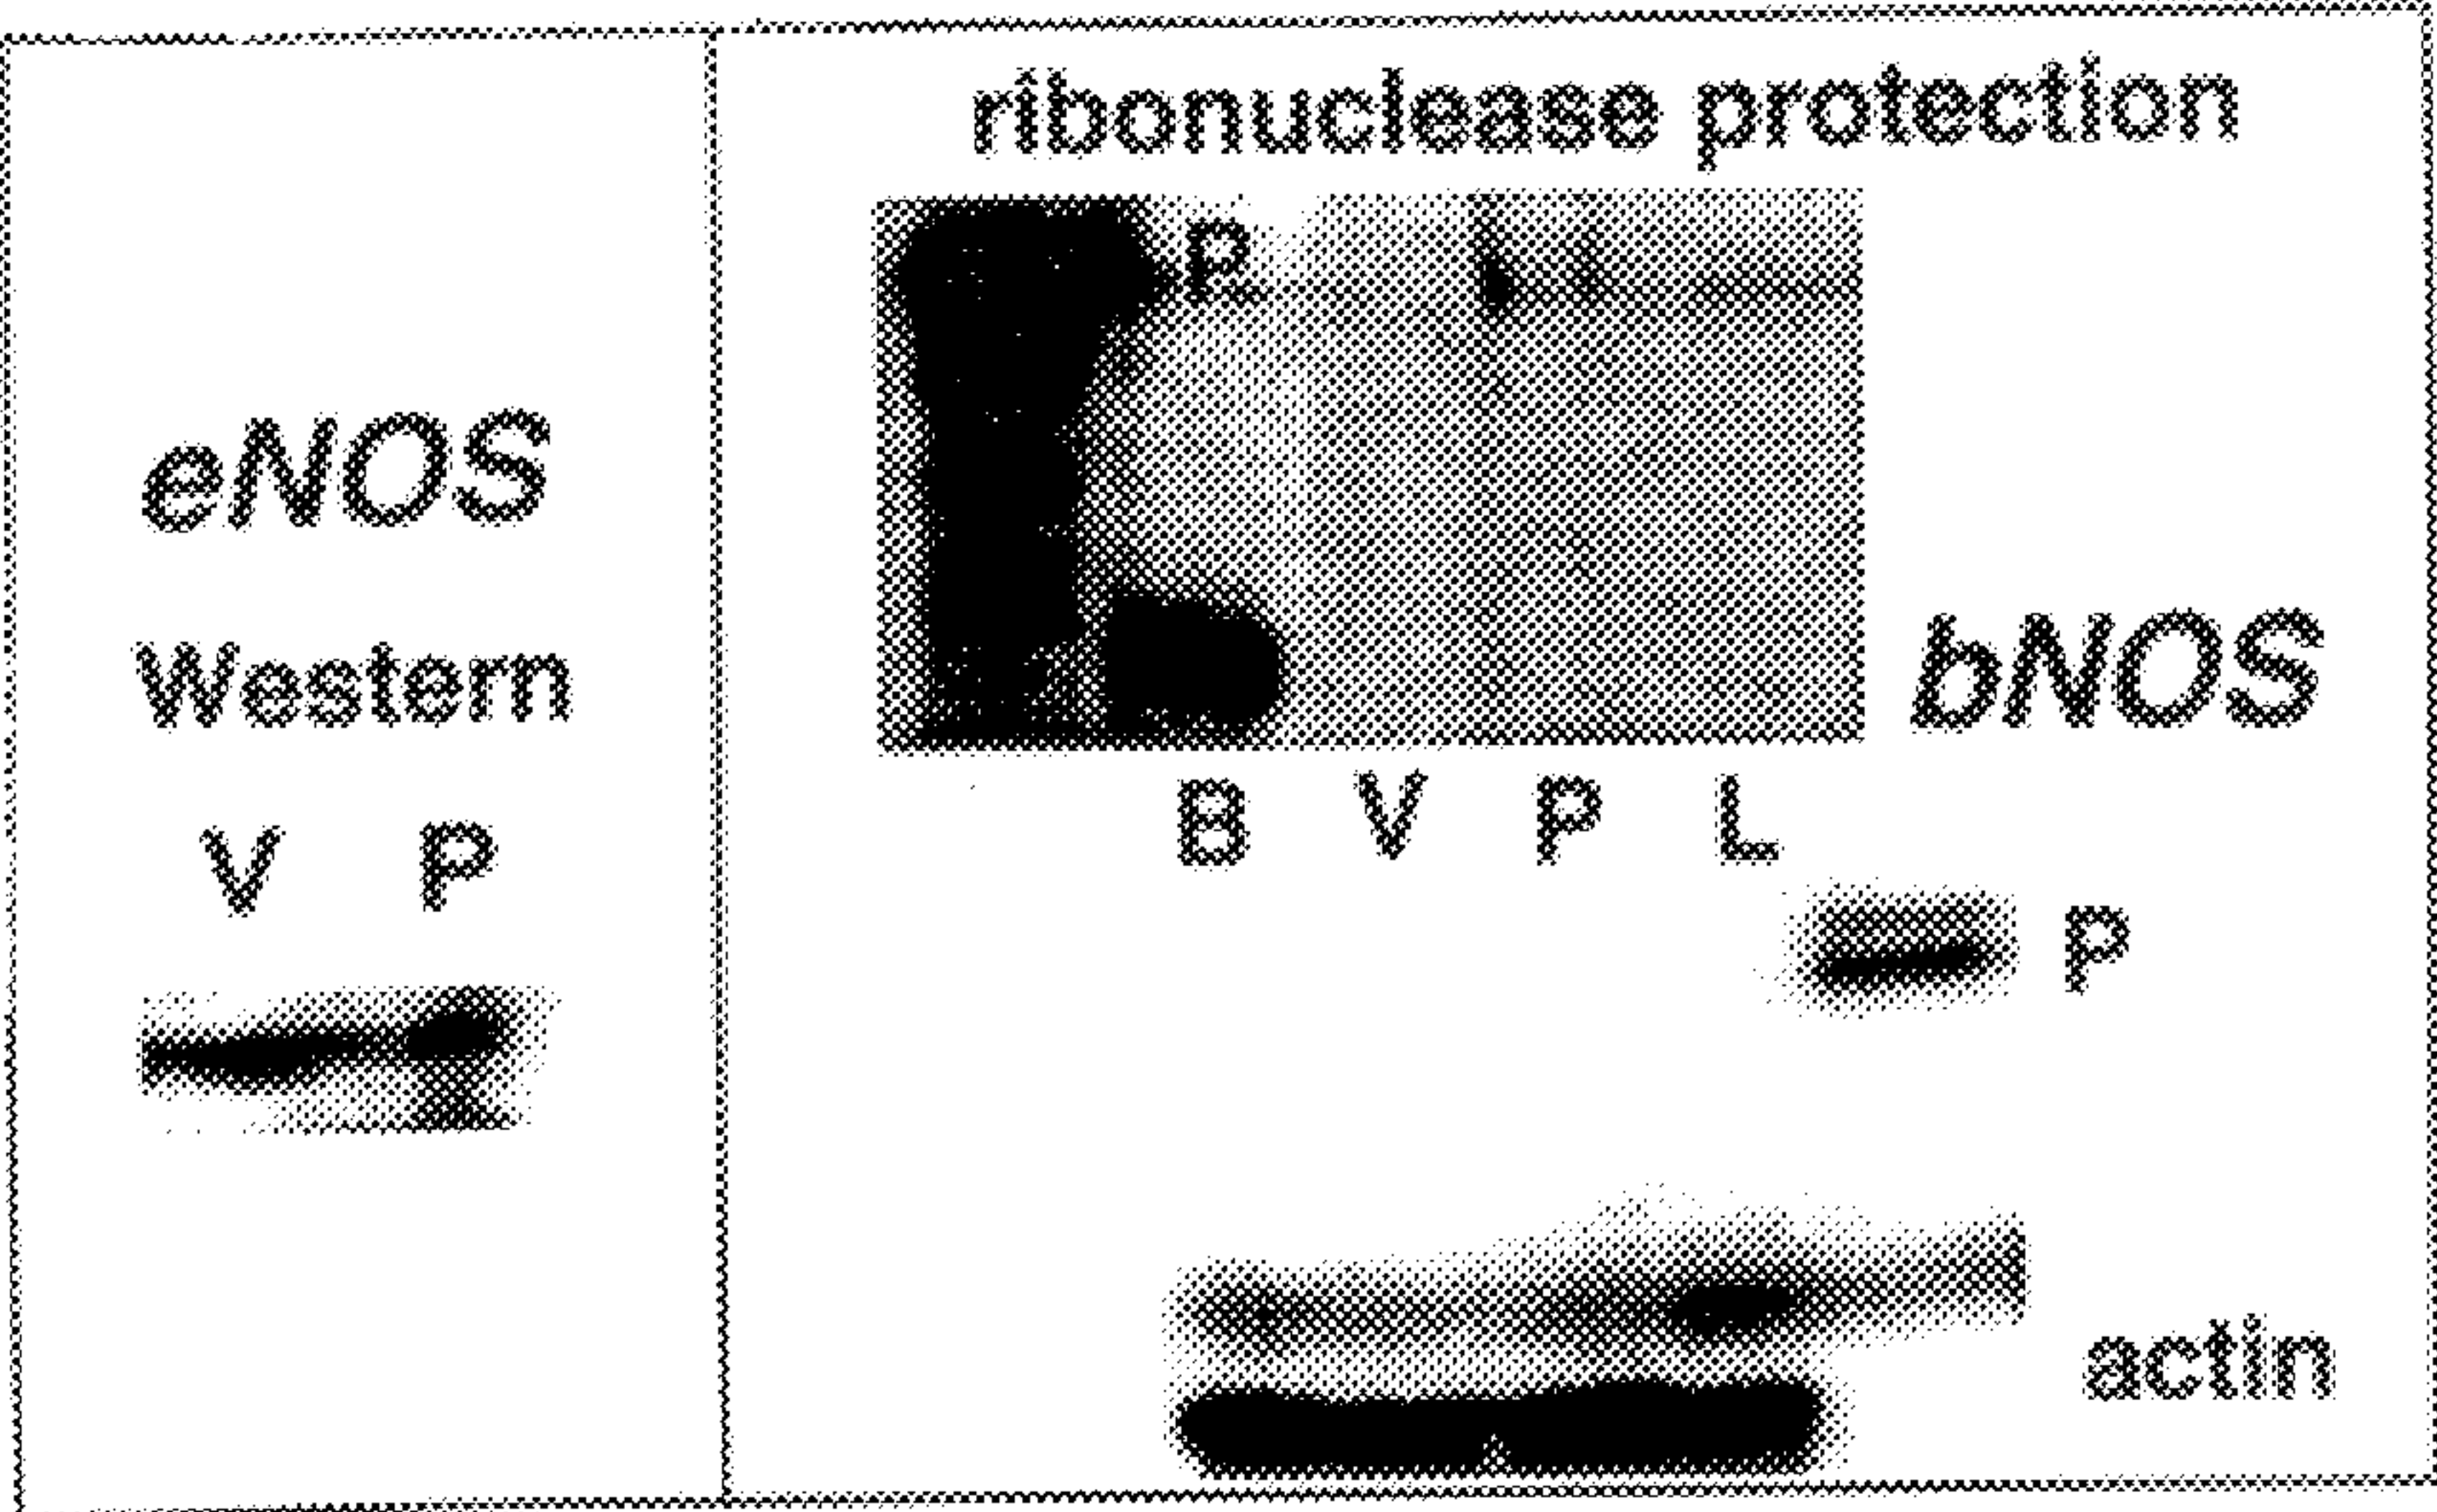 eNOS
Western
V P
ribonuclease protection
P
bNOS
B V P L
P
actin